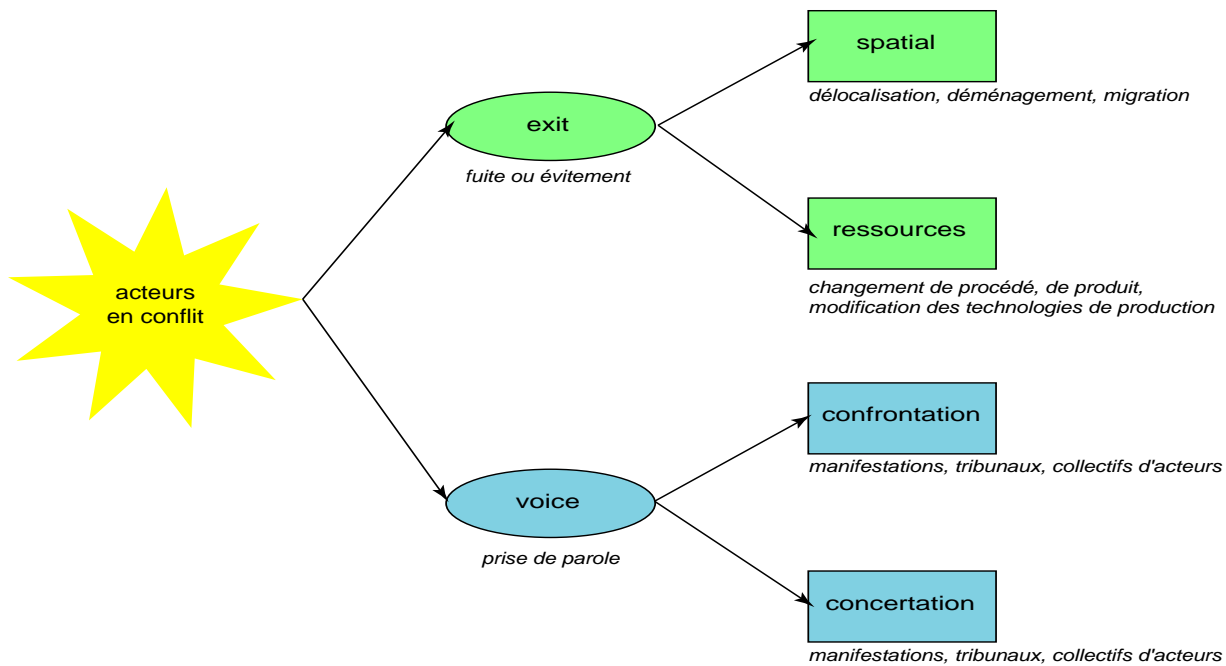 spatial
délocalisation, déménagement, migration
exit
fuite ou évitement
ressources
changement de procédé, de produit,
modification des technologies de production
acteurs
en conflit
confrontation
manifestations, tribunaux, collectifs d'acteurs
voice
prise de parole
concertation
manifestations, tribunaux, collectifs d'acteurs